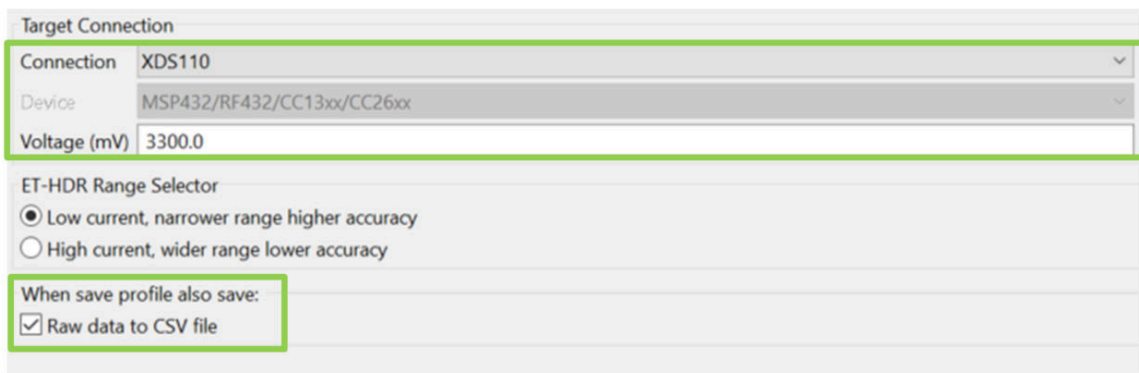 Target Connection
Connection XDS110
Device MSP432/RF432/CC13xx/CC26xx
Voltage (mV) 3300.0
ET-HDR Range Selector
Low current, narrower range higher accuracy
High current, wider range lower accuracy
When save profile also save:
Raw data to CSV file